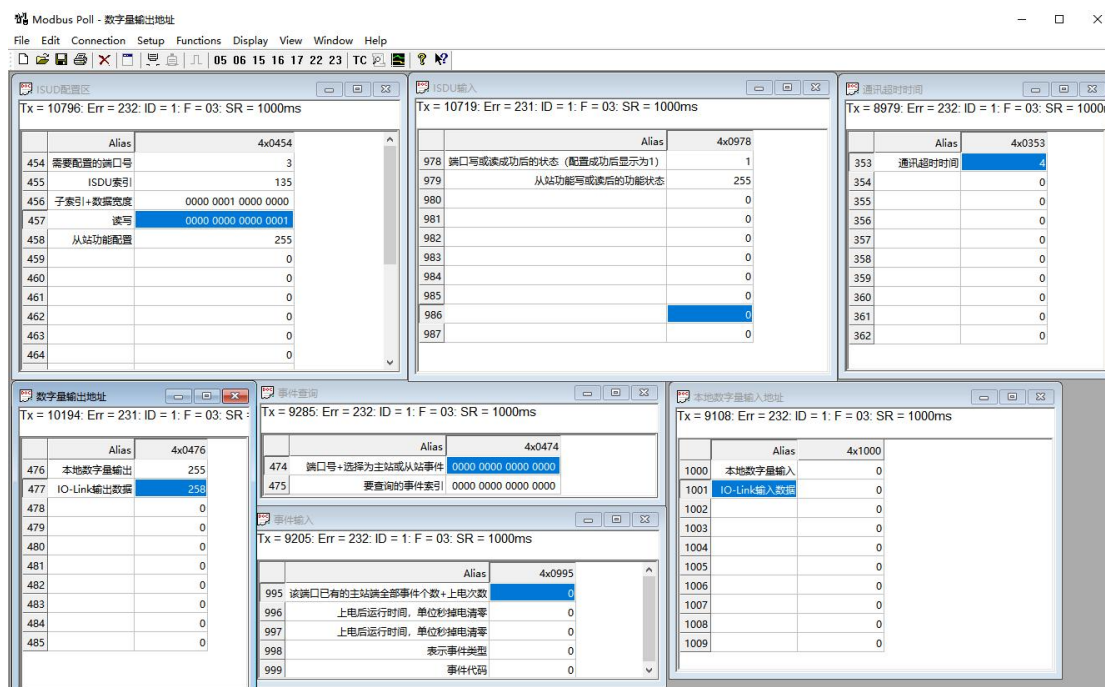 Modbus Poll - 数字量输出地址
File Edit Connection Setup Functions Display View Window Help
05 06 15 16 17 22 23 TC
ISUD配置区
Tx = 10796: Err = 232: ID = 1: F = 03: SR = 1000ms
Alias 4x0454
454 需要配置的端口号 3
455 ISDU索引 135
456 子索引+数据宽度 0000 0001 0000 0000
457 读写 0000 0000 0000 0001
458 从站功能配置 255
459 0
460 0
461 0
462 0
463 0
464 0
ISDU输入
Tx = 10719: Err = 231: ID = 1: F = 03: SR = 1000ms
Alias 4x0978
978 端口写或读成功后的状态（配置成功后显示为1） 1
979 从站功能写或读后的功能状态 255
980 0
981 0
982 0
983 0
984 0
985 0
986 0
987 0
通讯超时时间
Tx = 8979: Err = 232: ID = 1: F = 03: SR = 1000
Alias 4x0353
353 通讯超时时间 4
354 0
355 0
356 0
357 0
358 0
359 0
360 0
361 0
362 0
数字量输出地址
Tx = 10194: Err = 231: ID = 1: F = 03: SR
Alias 4x0476
476 本地数字量输出 255
477 IO-Link输出数据 258
478 0
479 0
480 0
481 0
482 0
483 0
484 0
485 0
事件查询
Tx = 9285: Err = 232: ID = 1: F = 03: SR = 1000ms
Alias 4x0474
474 端口号+选择为主站或从站事件 0000 0000 0000 0000
475 要查询的事件索引 0000 0000 0000 0000
事件输入
Tx = 9205: Err = 232: ID = 1: F = 03: SR = 1000ms
Alias 4x0995
995 该端口已有的主站端全部事件个数+上电次数 0
996 上电后运行时间，单位秒掉电清零 0
997 上电后运行时间，单位秒掉电清零 0
998 表示事件类型 0
999 事件代码 0
本地数字量输入地址
Tx = 9108: Err = 232: ID = 1: F = 03: SR = 1000ms
Alias 4x1000
1000 本地数字量输入 0
1001 IO-Link输入数据 0
1002 0
1003 0
1004 0
1005 0
1006 0
1007 0
1008 0
1009 0